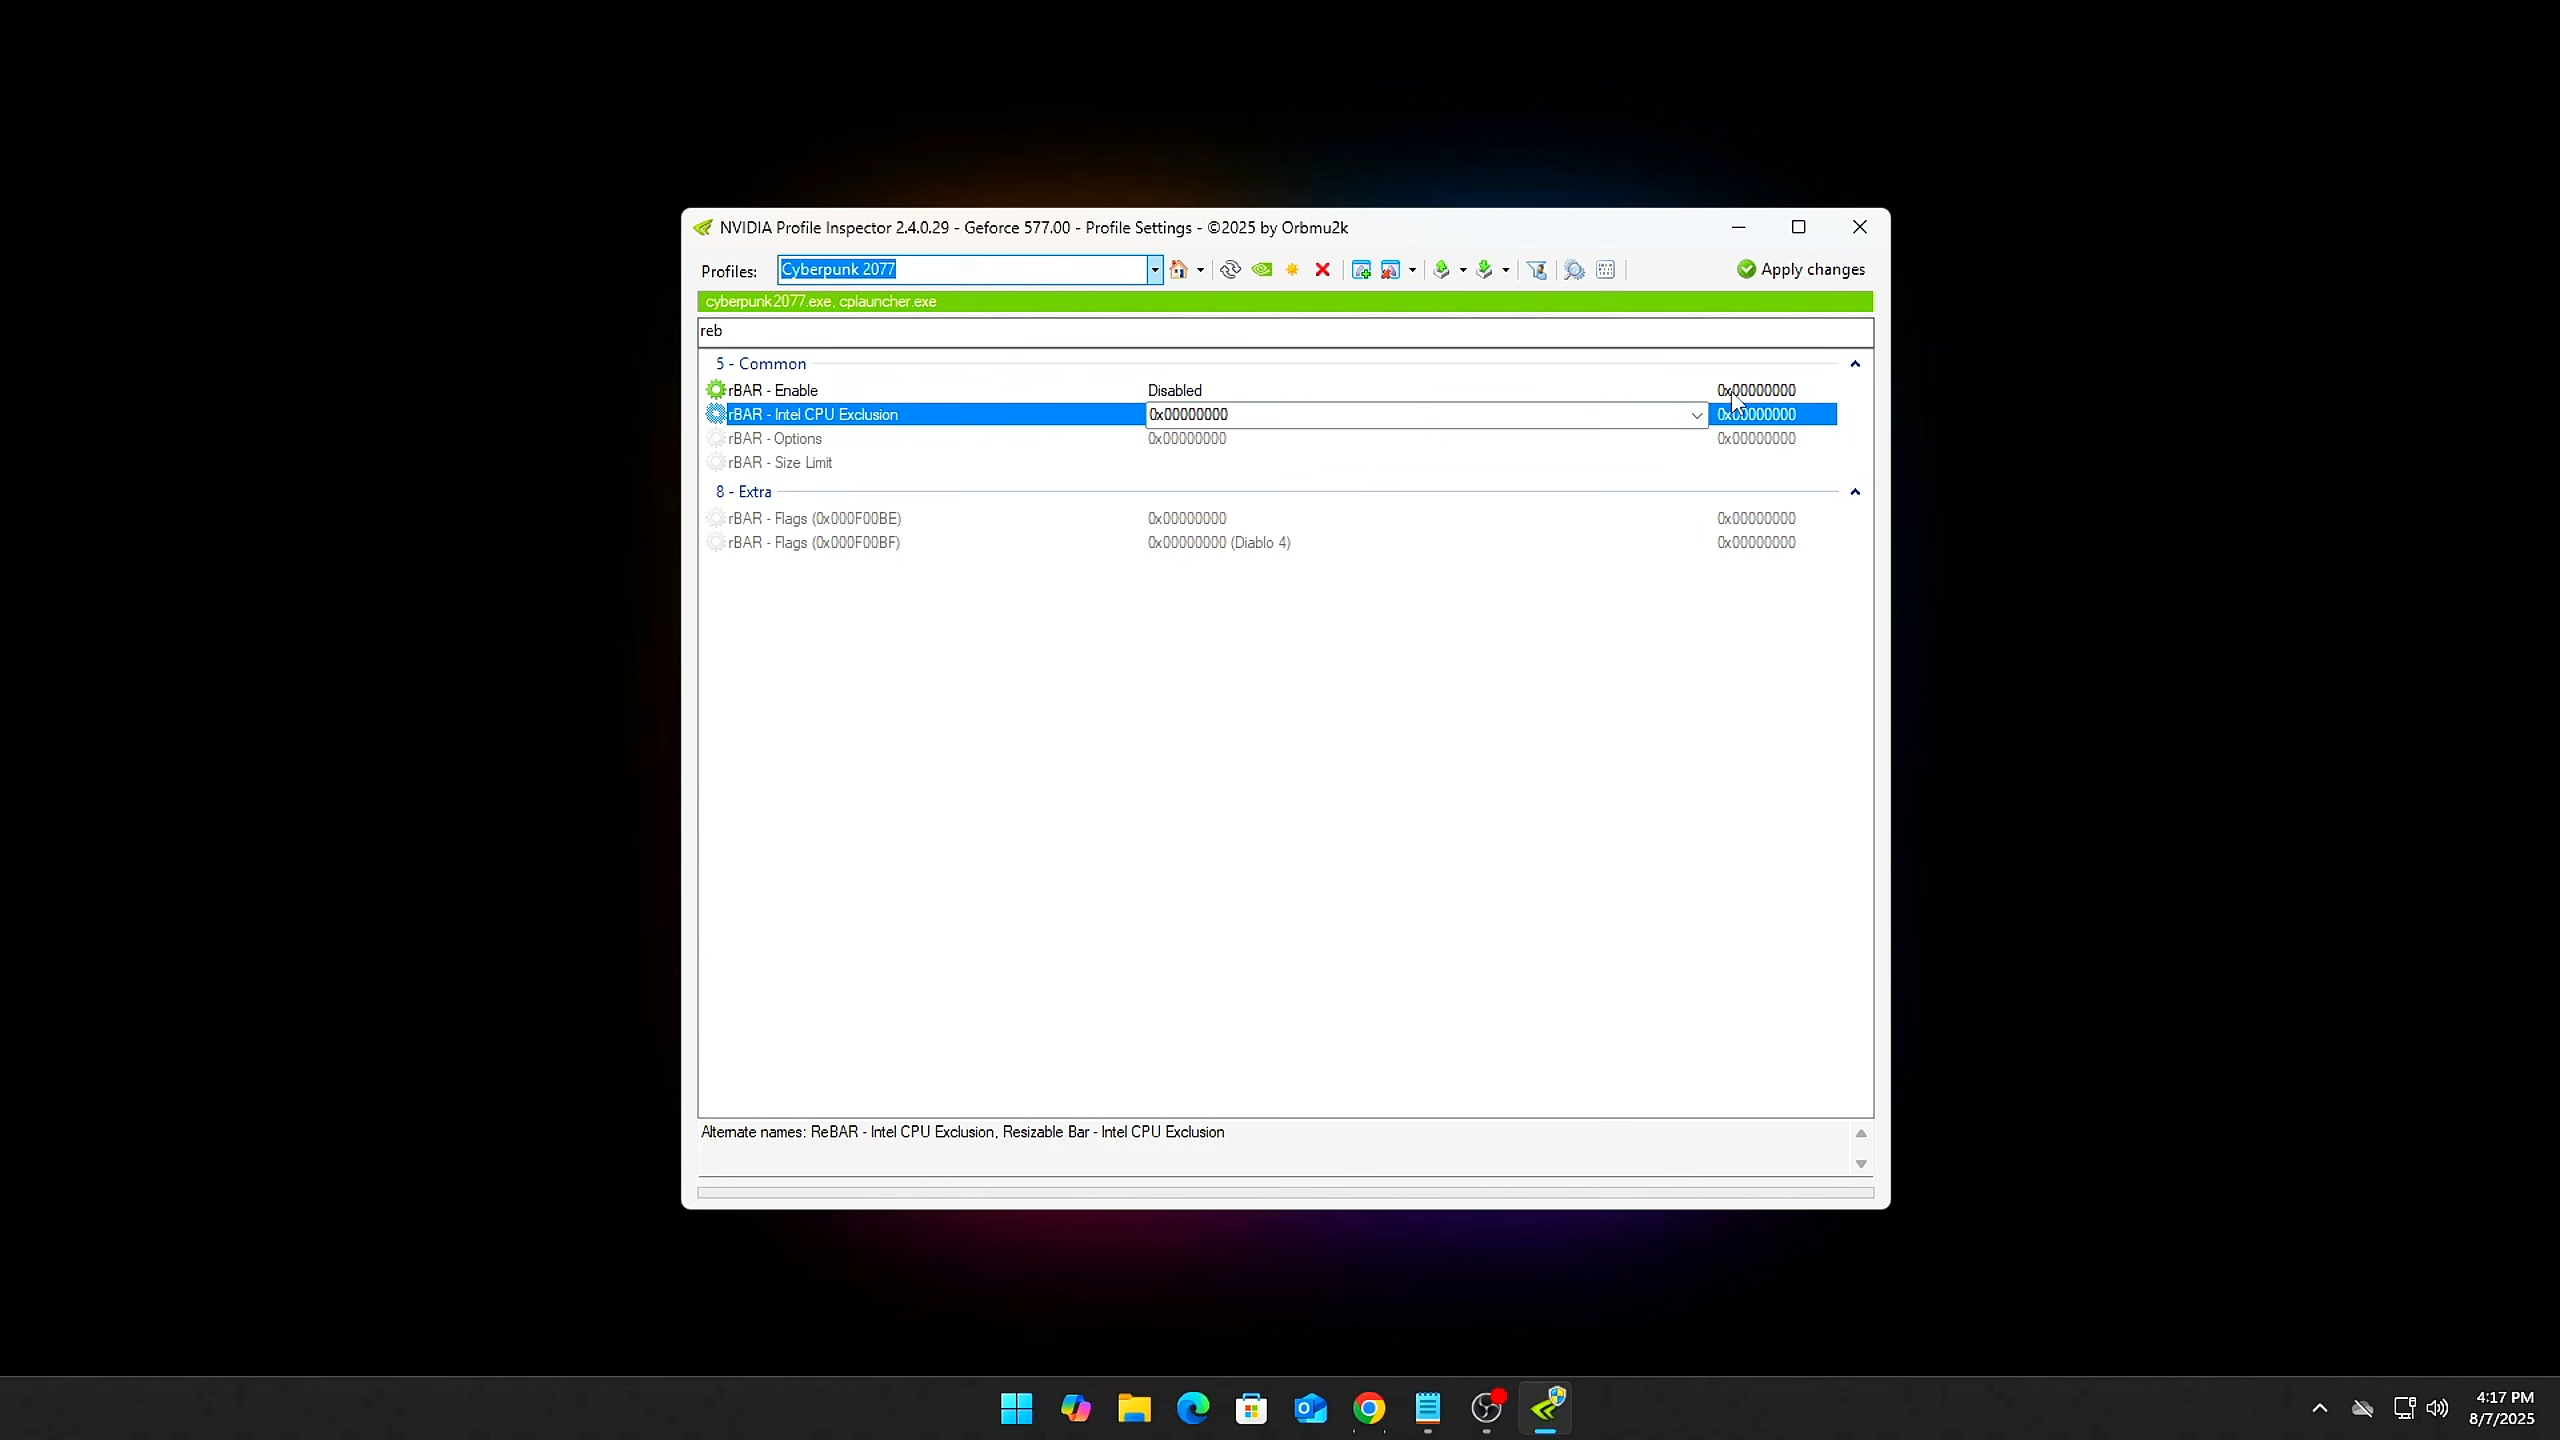 NVIDIA Profile Inspector 2.4.0.29 - Geforce 577.00 - Profile Settings - ©2025 by Orbmu2k
Profiles: Cyberpunk 2077 Apply changes
cyberpunk2077.exe, cplauncher.exe
reb
5 - Common
rBAR - Enable Disabled 0x00000000
rBAR - Intel CPU Exclusion 0x00000000 0x00000000
rBAR - Options 0x00000000 0x00000000
rBAR - Size Limit
8 - Extra
rBAR - Flags (0x000F00BE) 0x00000000 0x00000000
rBAR - Flags (0x000F00BF) 0x00000000 (Diablo 4) 0x00000000
Alternate names: ReBAR - Intel CPU Exclusion, Resizable Bar - Intel CPU Exclusion
4:17 PM
8/7/2025